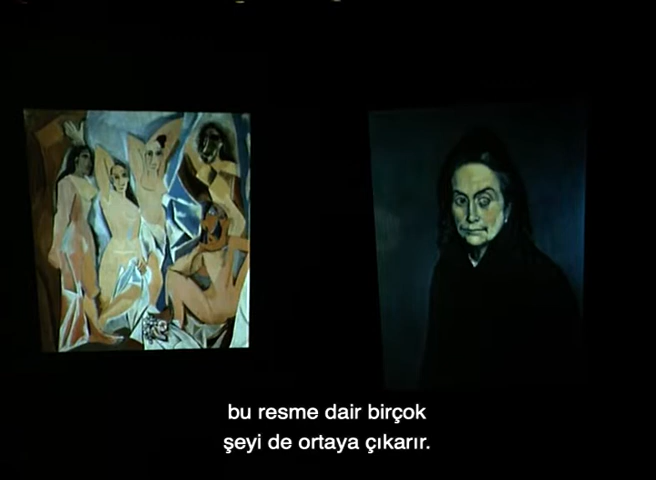 bu resme dair birçok
şeyi de ortaya çıkarır.